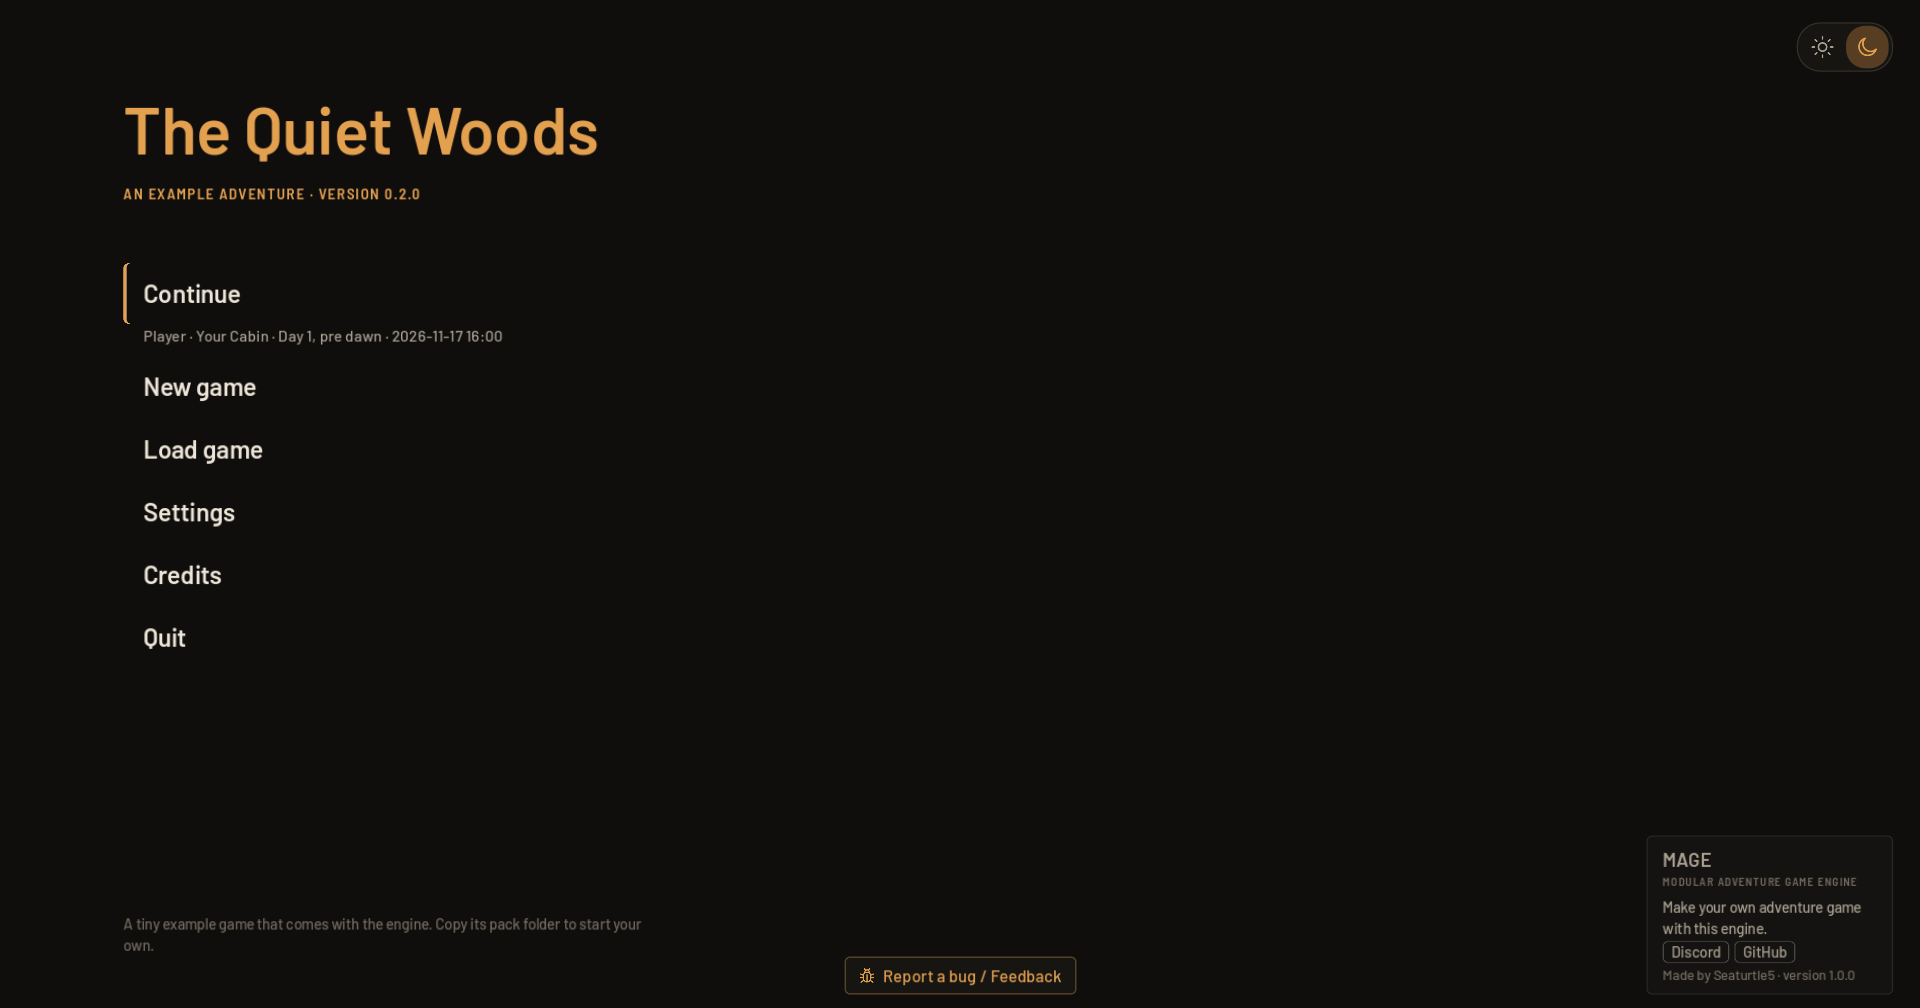 The Quiet Woods
AN EXAMPLE ADVENTURE · VERSION 0.2.0
Continue
Player · Your Cabin · Day 1, pre dawn · 2026-11-17 16:00
New game
Load game
Settings
Credits
Quit
A tiny example game that comes with the engine. Copy its pack folder to start your
own.
Report a bug / Feedback
MAGE
MODULAR ADVENTURE GAME ENGINE
Make your own adventure game
with this engine.
Discord GitHub
Made by Seaturtle5 · version 1.0.0